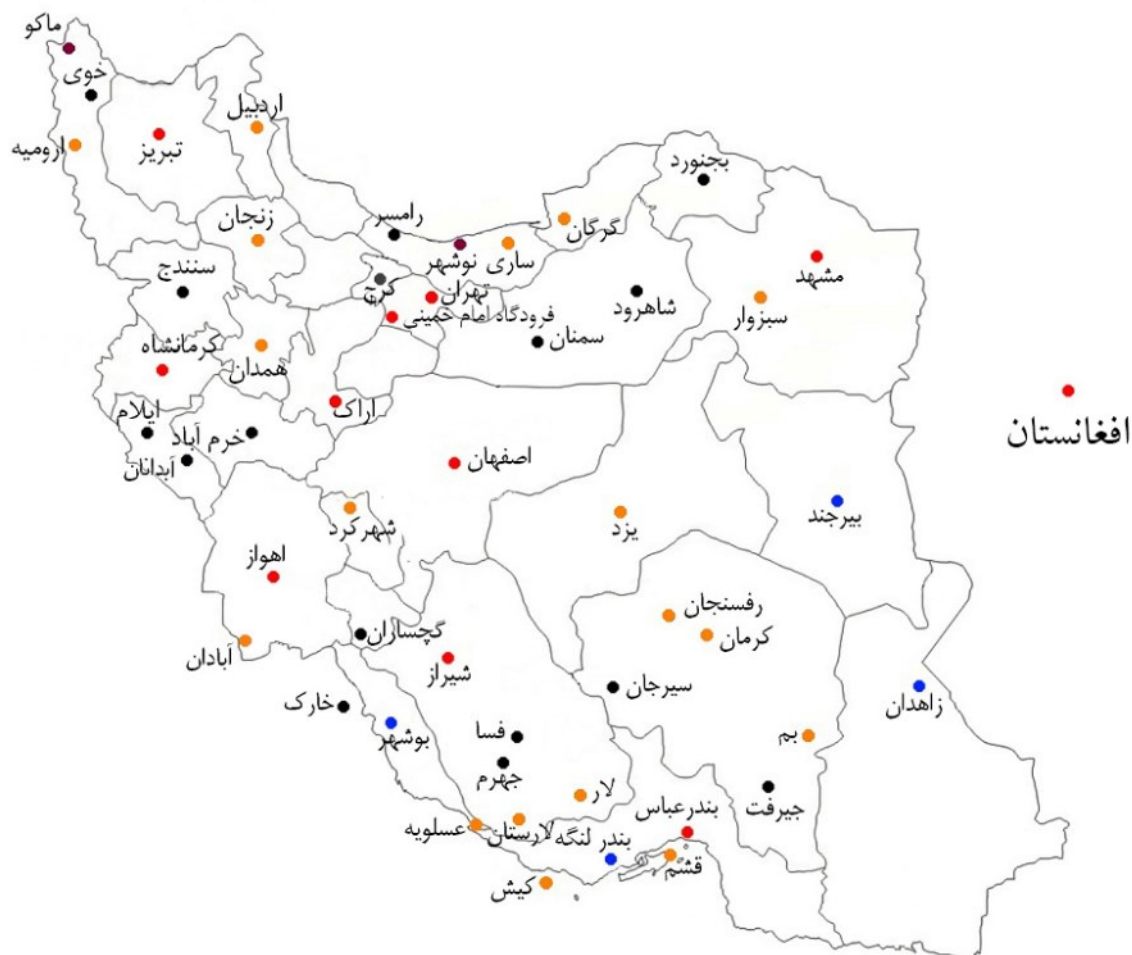 ماکو
خوی
اردبیل
ارومیه
تبریز
بجنورد
زنجان
رامسر
گرگان
نوشهر
ساری
سنندج
کرج
تهران
مشهد
فرودگاه امام خمینی
شاهرود
سبزوار
سمنان
کرمانشاه
همدان
اراک
ایلام
خرم آباد
آبدانان
افغانستان
اصفهان
بیرجند
شهرکرد
یزد
اهواز
رفسنجان
کرمان
گچساران
آبادان
شیراز
سیرجان
زاهدان
خارک
بوشهر
فسا
بم
جهرم
جیرفت
لار
بندرعباس
عسلویه
لارستان
بندر لنگه
قشم
کیش